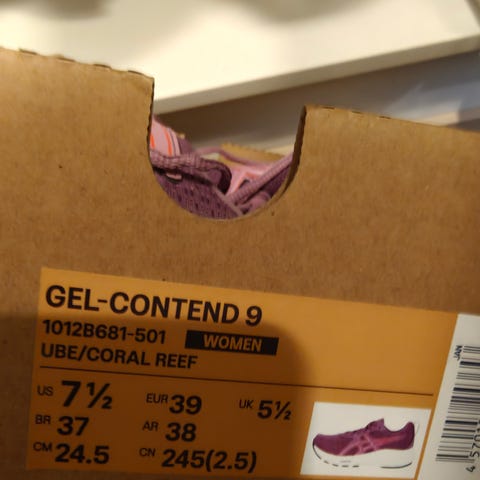 GEL-CONTEND 9
1012B681-501 WOMEN
UBE/CORAL REEF
US 7½ EUR 39 UK 5½
BR 37 AR 38
CM 24.5 CN 245(2.5)
JAN